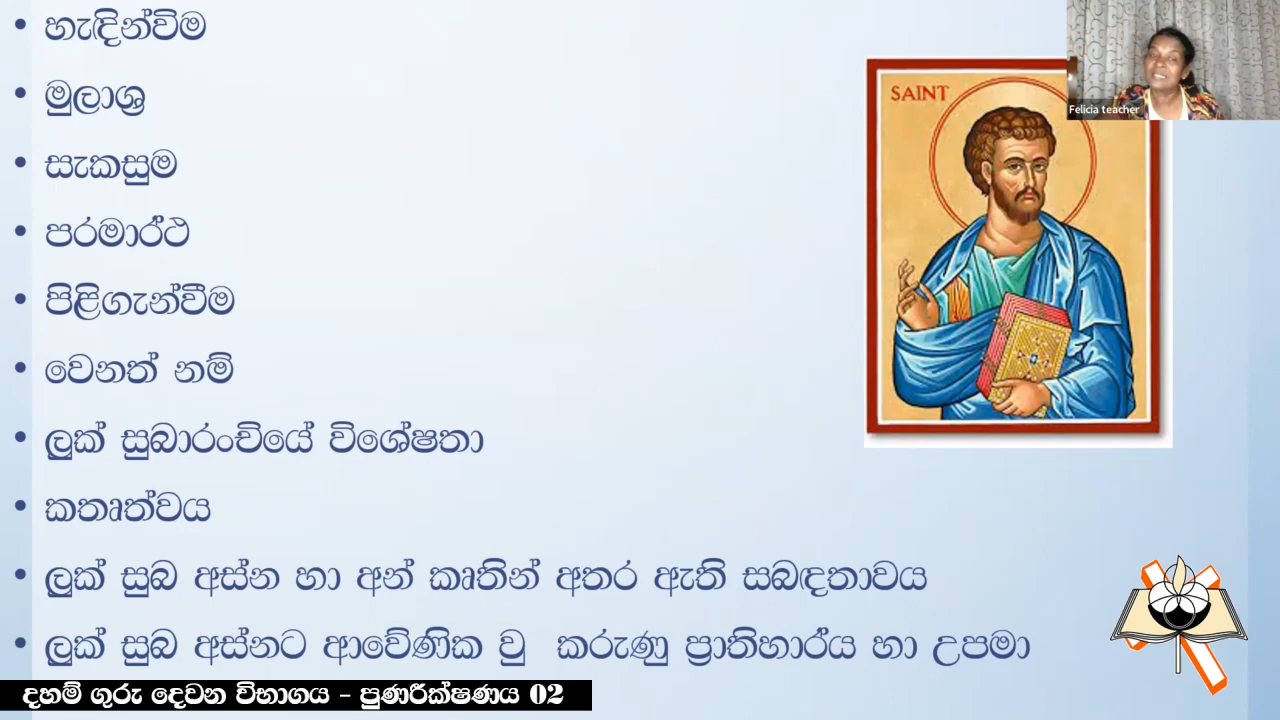 • හැඳින්විම
• මුලාශ්‍ර
• සැකසුම
• පරමාර්ථ
• පිළිගැන්වීම
• වෙනත් නම්
• ලුක් සුබාරංචියේ විශේෂතා
• කතෘත්වය
• ලුක් සුබ අස්න හා අන් කෘතින් අතර ඇති සබඳතාවය
• ලුක් සුබ අස්නට ආවේණික වු කරුණු ප්‍රාතිහාර්ය හා උපමා
SAINT
Felicia teacher
දහම් ගුරු දෙවන විභාගය - පුණරීක්ෂණය 02